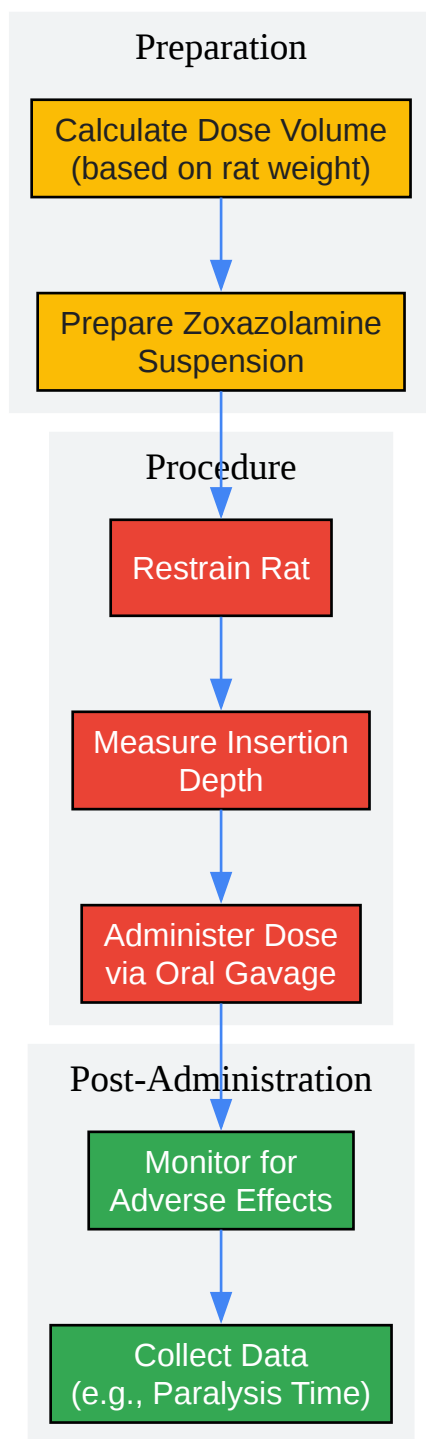 Preparation
Calculate Dose Volume
(based on rat weight)
Prepare Zoxazolamine
Suspension
Procedure
Restrain Rat
Measure Insertion
Depth
Administer Dose
via Oral Gavage
Post-Administration
Monitor for
Adverse Effects
Collect Data
(e.g., Paralysis Time)